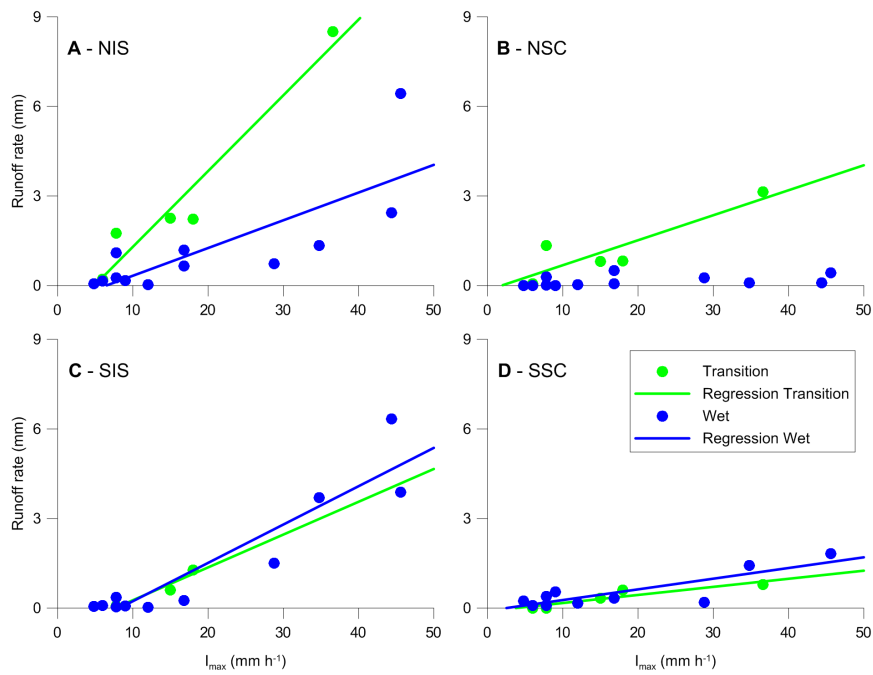 A - NIS
B - NSC
9
6
3
0
Runoff rate (mm)
0 10 20 30 40 50
9
6
3
0
0 10 20 30 40 50
C - SIS
D - SSC
9
6
3
0
Runoff rate (mm)
0 10 20 30 40 50
Imax (mm h-1)
9
6
3
0
0 10 20 30 40 50
Imax (mm h-1)
Transition
Regression Transition
Wet
Regression Wet